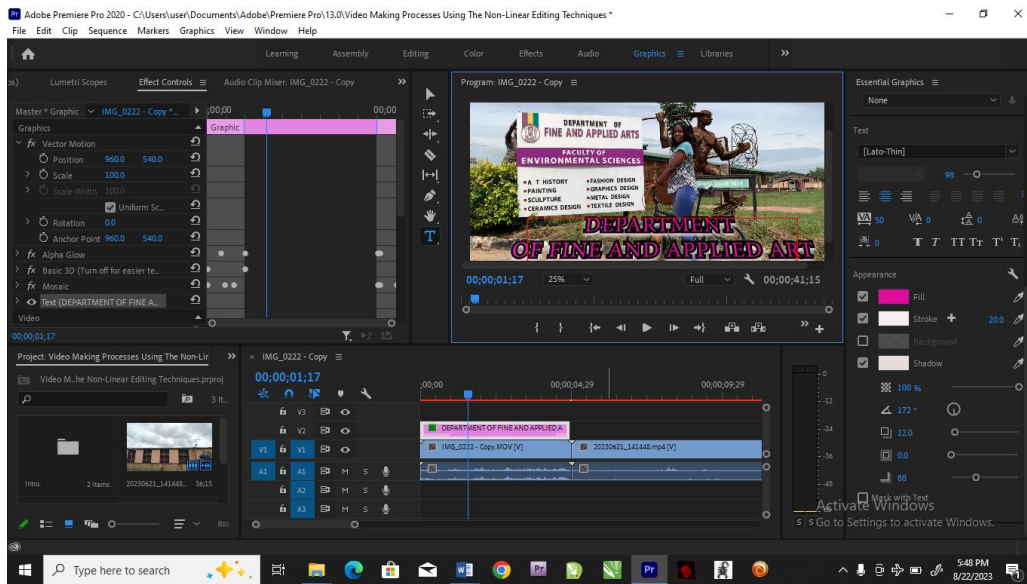 Adobe Premiere Pro 2020 - C:\Users\user\Documents\Adobe\Premiere Pro\13.0\Video Making Processes Using The Non-Linear Editing Techniques *
File Edit Clip Sequence Markers Graphics View Window Help
Learning Assembly Editing Color Effects Audio Graphics Libraries
Lumetri Scopes Effect Controls Audio Clip Mixer: IMG_0222 - Copy
Master * Graphic IMG_0222 - Copy *... ;00;00 00;00
Graphics Graphic
fx Vector Motion
Position 960.0 540.0
Scale 100.0
Scale Width 100.0
Uniform Sc...
Rotation 0.0
Anchor Point 960.0 540.0
fx Alpha Glow
fx Basic 3D (Turn off for easier te...
fx Mosaic
Text (DEPARTMENT OF FINE A...
Video
00;00;01;17
Program: IMG_0222 - Copy
DEPARTMENT OF
FINE AND APPLIED ARTS
FACULTY OF
ENVIRONMENTAL SCIENCES
A T HISTORY
PAINTING
SCULPTURE
CERAMICS DESIGN
FASHION DESIGN
GRAPHICS DESIGN
METAL DESIGN
TEXTILE DESIGN
DEPARTMENT
OF FINE AND APPLIED ART
00;00;01;17 25% Full 00;00;41;15
Essential Graphics
None
Text
[Lato-Thin]
98
50 0 0
0 T T TT Tr T' T,
Appearance
Fill
Stroke 20.0
Background
Shadow
100 %
172 °
12.0
0.0
88
Mask with Text
Project: Video Making Processes Using The Non-Lir
Video M...he Non-Linear Editing Techniques.prproj
3 It...
Intro 2 Items 20230621_141448... 36;15
IMG_0222 - Copy
00;00;01;17
;00;00 00;00;04;29 00;00;09;29
V3
V2 DEPARTMENT OF FINE AND APPLIED A
V1 V1 IMG_0222 - Copy.MOV [V] 20230621_141448.mp4 [V]
A1 A1 M S
A2 M S
A3 M S
0
-12
-24
-36
-48
S S
Activate Windows
Go to Settings to activate Windows.
Type here to search
5:48 PM
8/22/2023